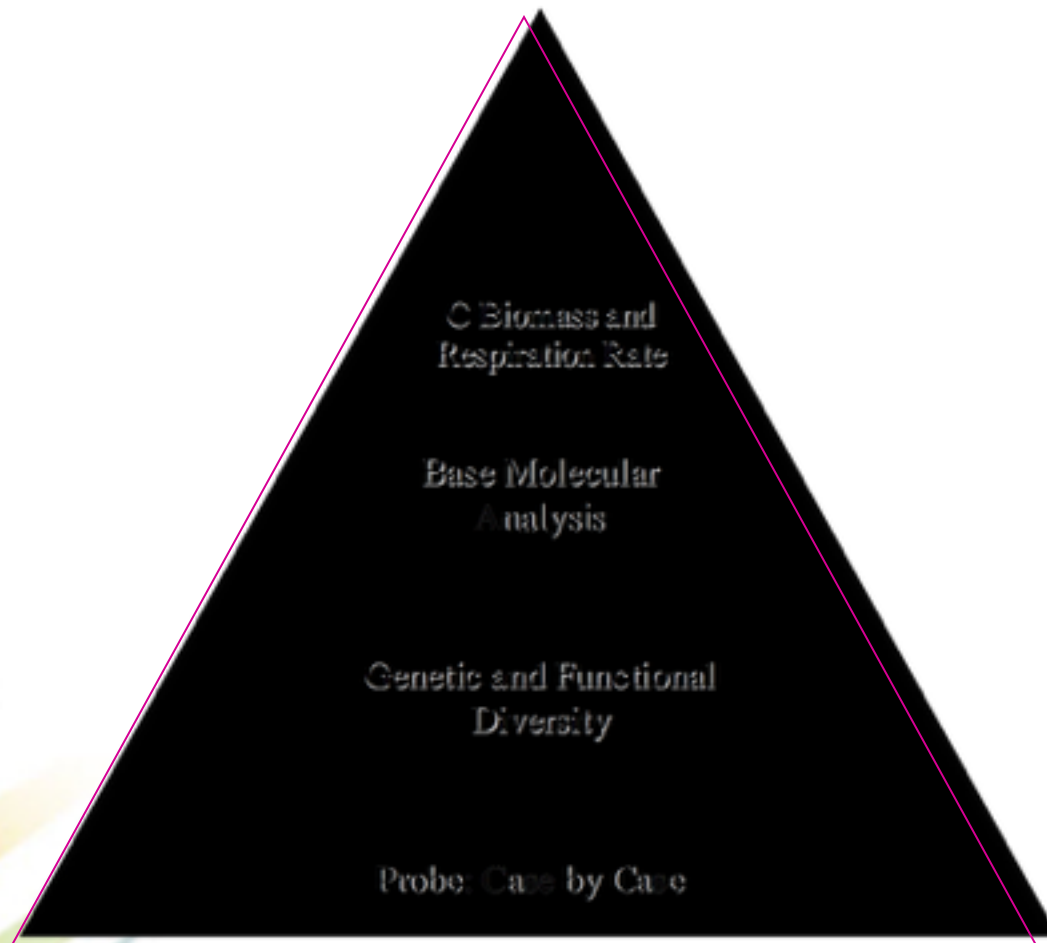 C Biomass and
Respiration Rate
Base Molecular
Analysis
Genetic and Functional
Diversity
Probe: Case by Case